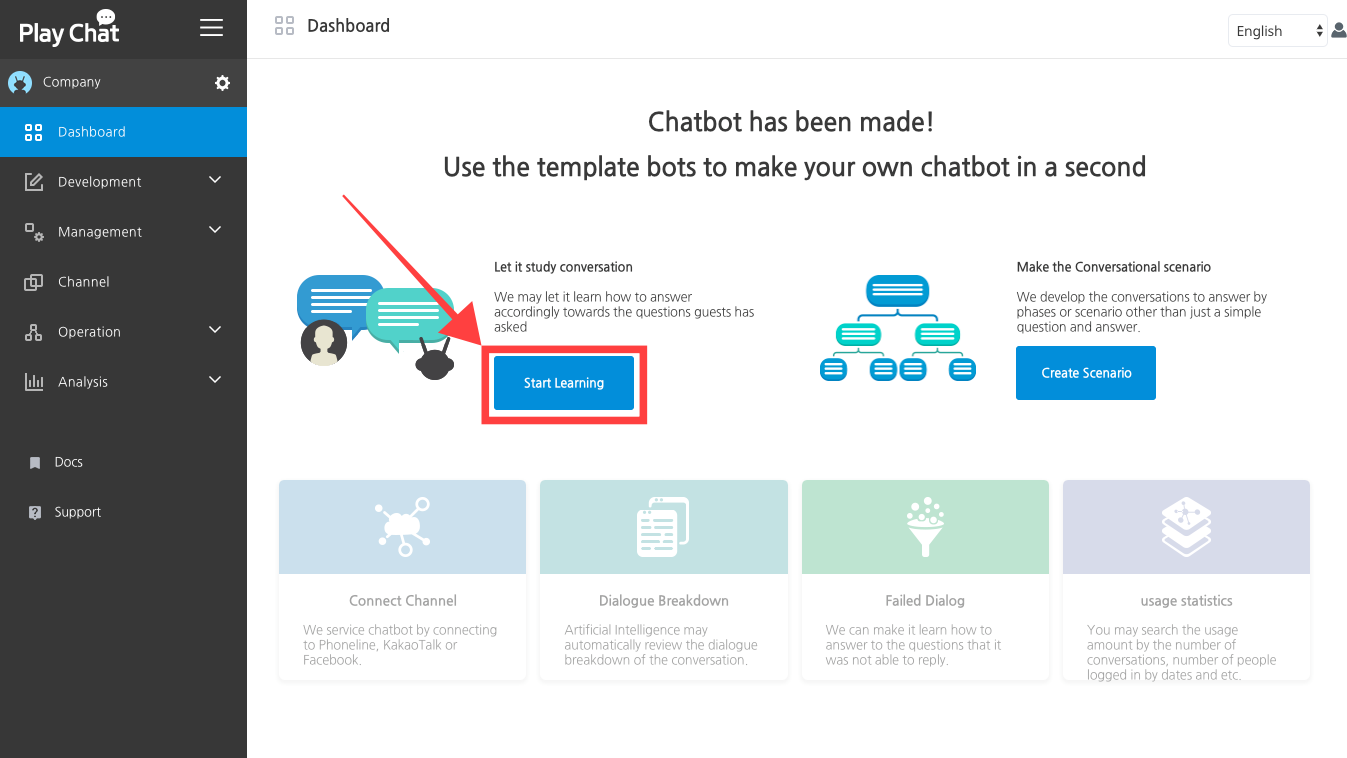 Play Chat
Company
Dashboard
Development
Management
Channel
Operation
Analysis
Docs
Support
Dashboard
English
Chatbot has been made!
Use the template bots to make your own chatbot in a second
Let it study conversation
We may let it learn how to answer
accordingly towards the questions guests has
asked
Start Learning
Make the Conversational scenario
We develop the conversations to answer by
phases or scenario other than just a simple
question and answer.
Create Scenario
Connect Channel
We service chatbot by connecting
to Phoneline, KakaoTalk or
Facebook.
Dialogue Breakdown
Artificial Intelligence may
automatically review the dialogue
breakdown of the conversation.
Failed Dialog
We can make it learn how to
answer to the questions that it
was not able to reply.
usage statistics
You may search the usage
amount by the number of
conversations, number of people
logged in by dates and etc.